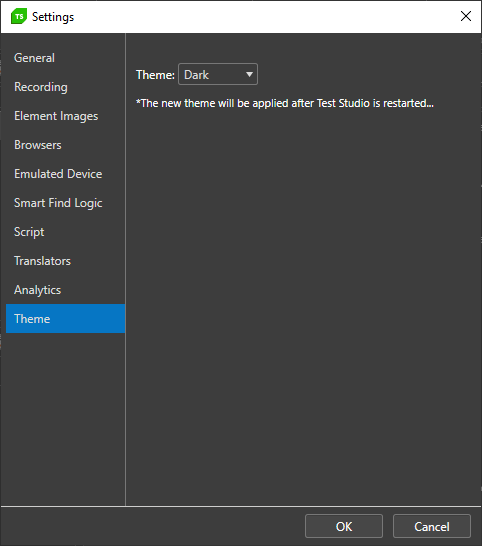 TS Settings
General
Recording
Element Images
Browsers
Emulated Device
Smart Find Logic
Script
Translators
Analytics
Theme
Theme: Dark
*The new theme will be applied after Test Studio is restarted...
OK Cancel